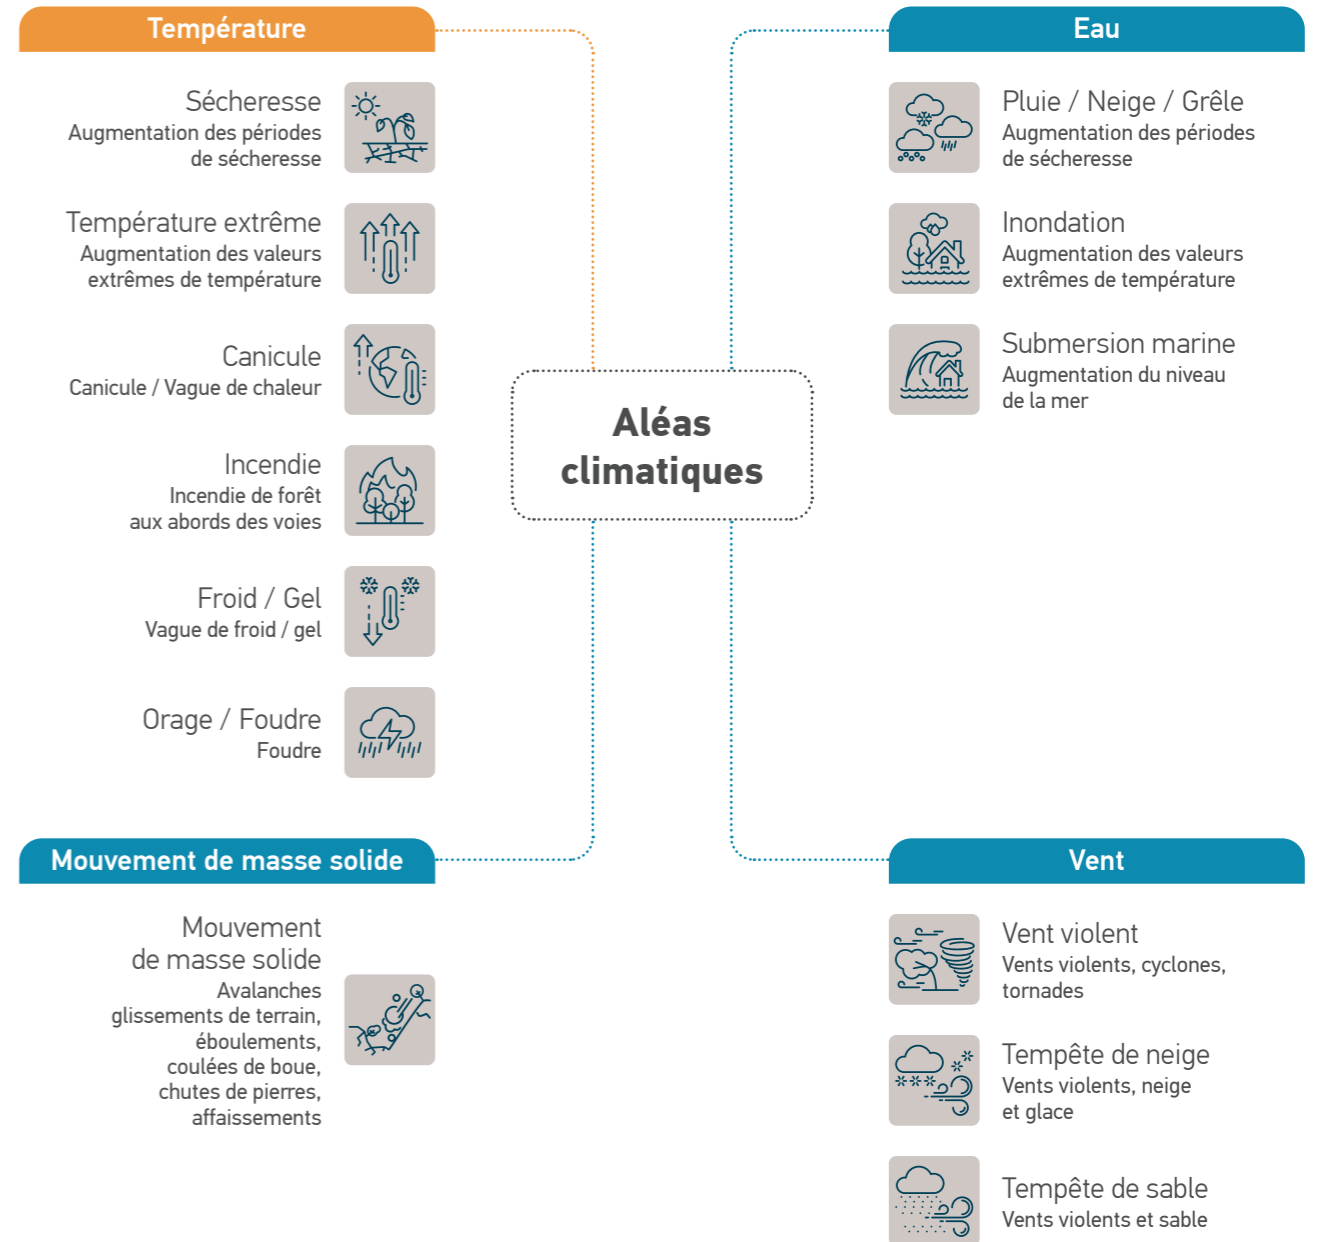 Température
Sécheresse
Augmentation des périodes
de sécheresse
Température extrême
Augmentation des valeurs
extrêmes de température
Canicule
Canicule / Vague de chaleur
Incendie
Incendie de forêt
aux abords des voies
Froid / Gel
Vague de froid / gel
Orage / Foudre
Foudre
Eau
Pluie / Neige / Grêle
Augmentation des périodes
de sécheresse
Inondation
Augmentation des valeurs
extrêmes de température
Submersion marine
Augmentation du niveau
de la mer
Aléas
climatiques
Mouvement de masse solide
Mouvement
de masse solide
Avalanches
glissements de terrain,
éboulements,
coulées de boue,
chutes de pierres,
affaissements
Vent
Vent violent
Vents violents, cyclones,
tornades
Tempête de neige
Vents violents, neige
et glace
Tempête de sable
Vents violents et sable